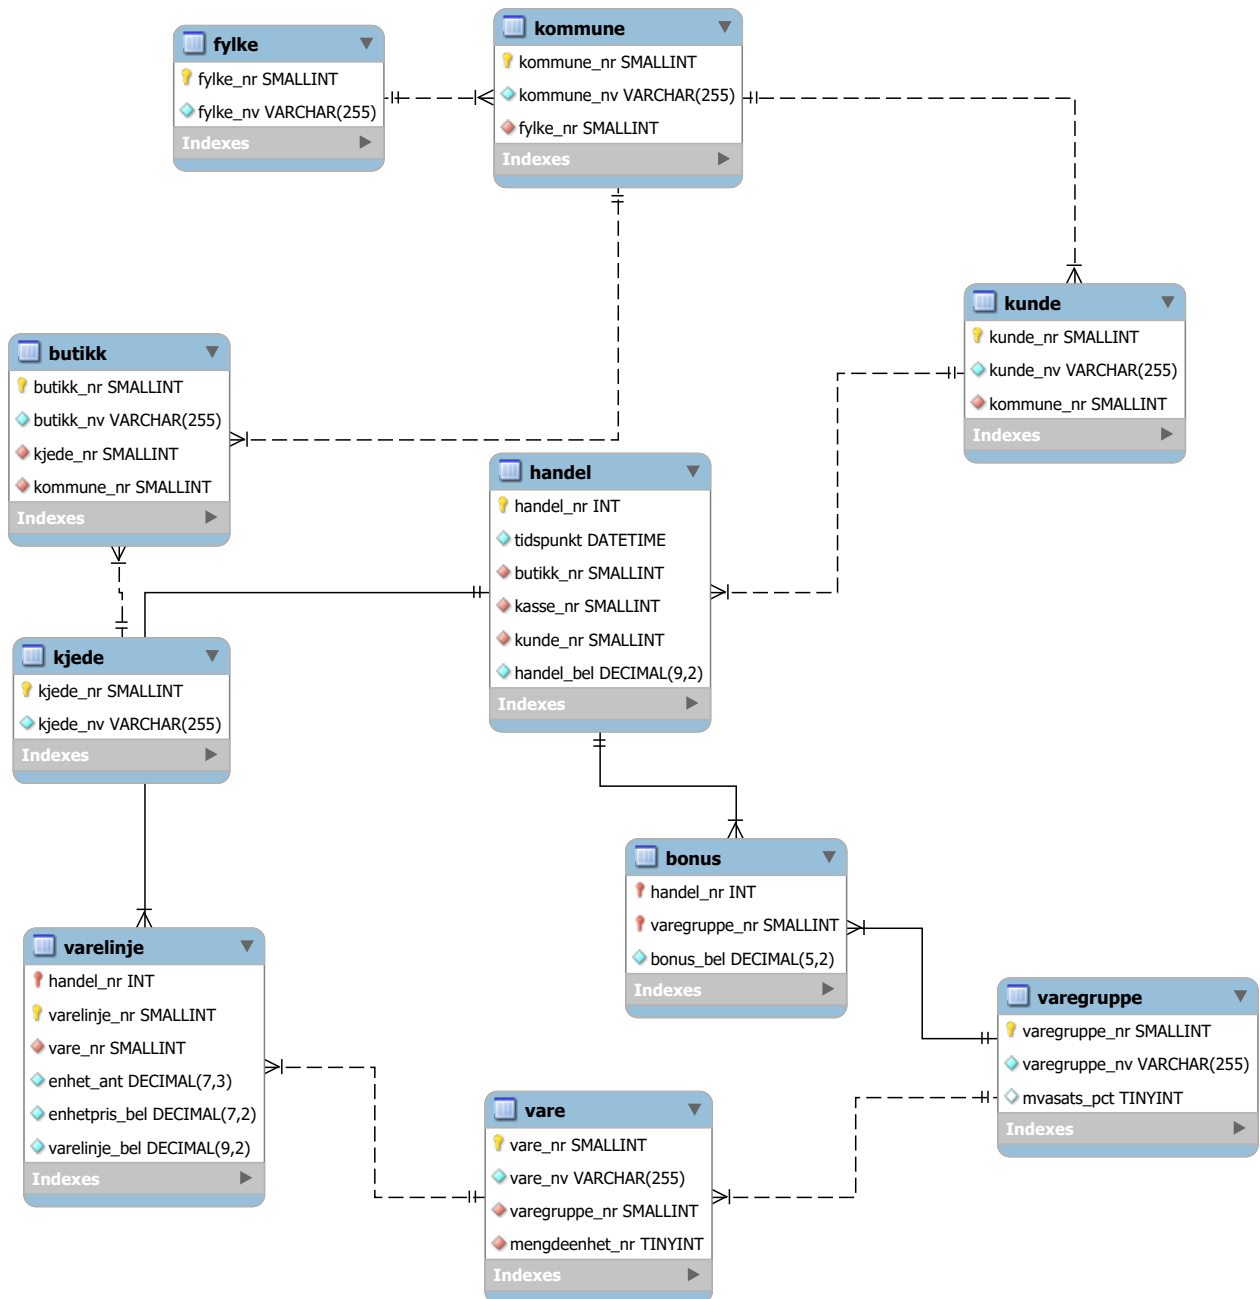 fylke
fylke_nr SMALLINT
fylke_nv VARCHAR(255)
Indexes
kommune
kommune_nr SMALLINT
kommune_nv VARCHAR(255)
fylke_nr SMALLINT
Indexes
kunde
kunde_nr SMALLINT
kunde_nv VARCHAR(255)
kommune_nr SMALLINT
Indexes
butikk
butikk_nr SMALLINT
butikk_nv VARCHAR(255)
kjede_nr SMALLINT
kommune_nr SMALLINT
Indexes
handel
handel_nr INT
tidspunkt DATETIME
butikk_nr SMALLINT
kasse_nr SMALLINT
kunde_nr SMALLINT
handel_bel DECIMAL(9,2)
Indexes
kjede
kjede_nr SMALLINT
kjede_nv VARCHAR(255)
Indexes
bonus
handel_nr INT
varegruppe_nr SMALLINT
bonus_bel DECIMAL(5,2)
Indexes
varelinje
handel_nr INT
varelinje_nr SMALLINT
vare_nr SMALLINT
enhet_ant DECIMAL(7,3)
enhetpris_bel DECIMAL(7,2)
varelinje_bel DECIMAL(9,2)
Indexes
varegruppe
varegruppe_nr SMALLINT
varegruppe_nv VARCHAR(255)
mvasats_pct TINYINT
Indexes
vare
vare_nr SMALLINT
vare_nv VARCHAR(255)
varegruppe_nr SMALLINT
mengdeenhet_nr TINYINT
Indexes